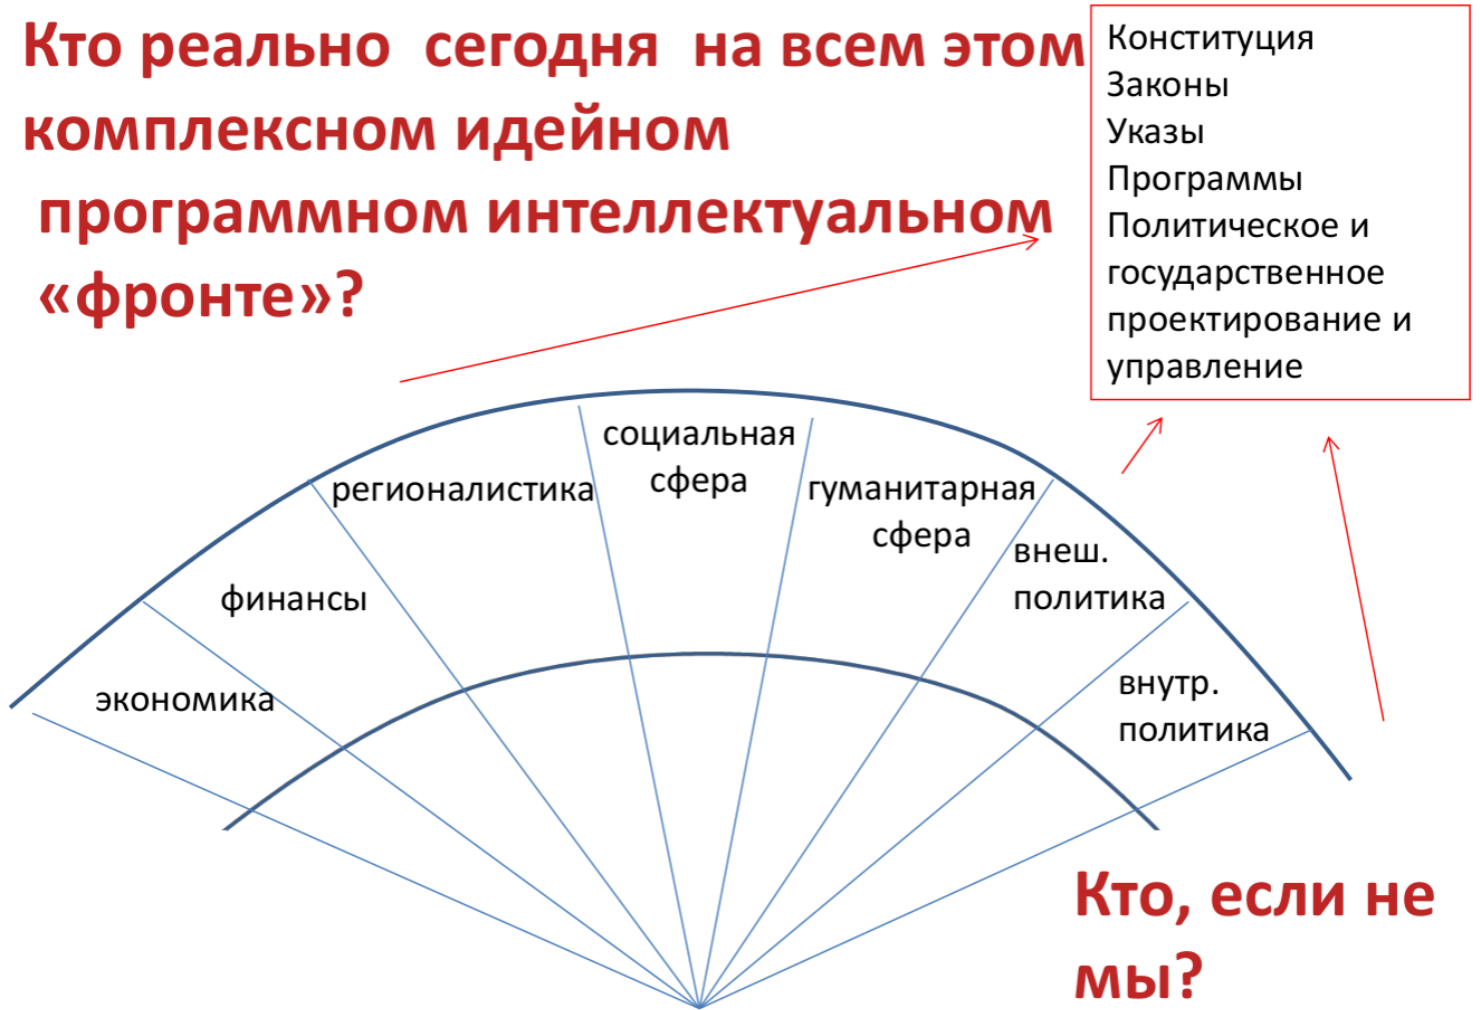 Кто реально сегодня на всем этом
комплексном идейном
программном интеллектуальном
«фронте»?
Конституция
Законы
Указы
Программы
Политическое и
государственное
проектирование и
управление
социальная
сфера
регионалистика
гуманитарная
сфера
внеш.
политика
финансы
экономика
внутр.
политика
Кто, если не
мы?